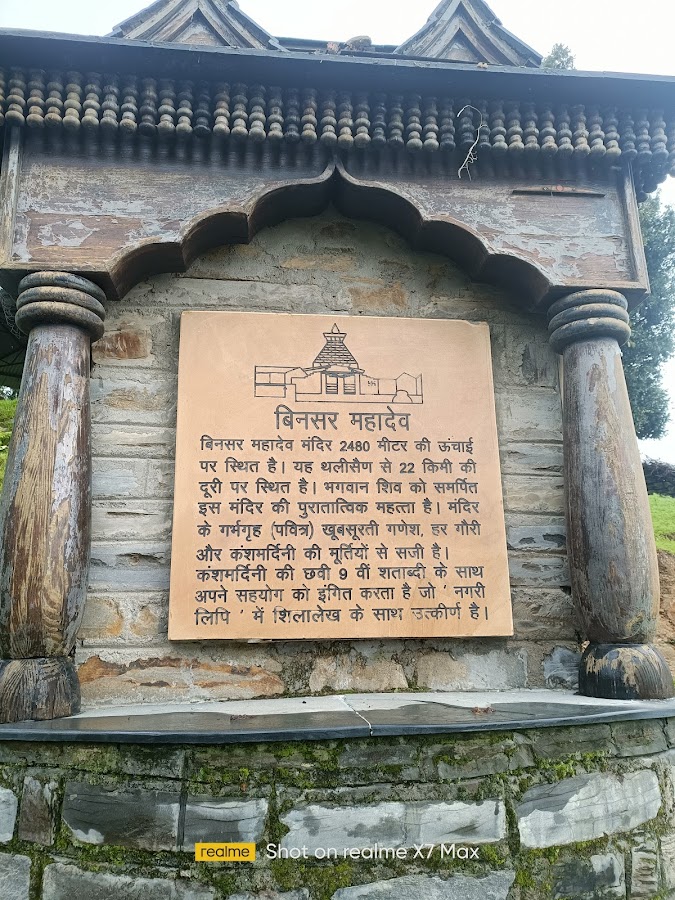 बिनसर महादेव
बिनसर महादेव मंदिर 2480 मीटर की ऊंचाई
पर स्थित है। यह थलीसैण से 22 किमी की
दूरी पर स्थित है। भगवान शिव को समर्पित
इस मंदिर की पुरातात्विक महत्ता है। मंदिर
के गर्भगृह (पवित्र) खूबसूरती गणेश, हर गौरी
और कंशमर्दिनी की मूर्तियों से सजी है।
कंशमर्दिनी की छवी 9 वीं शताब्दी के साथ
अपने सहयोग को इंगित करता है जो ' नगरी
लिपि ' में शिलालेख के साथ उत्कीर्ण है।
realme Shot on realme X7 Max